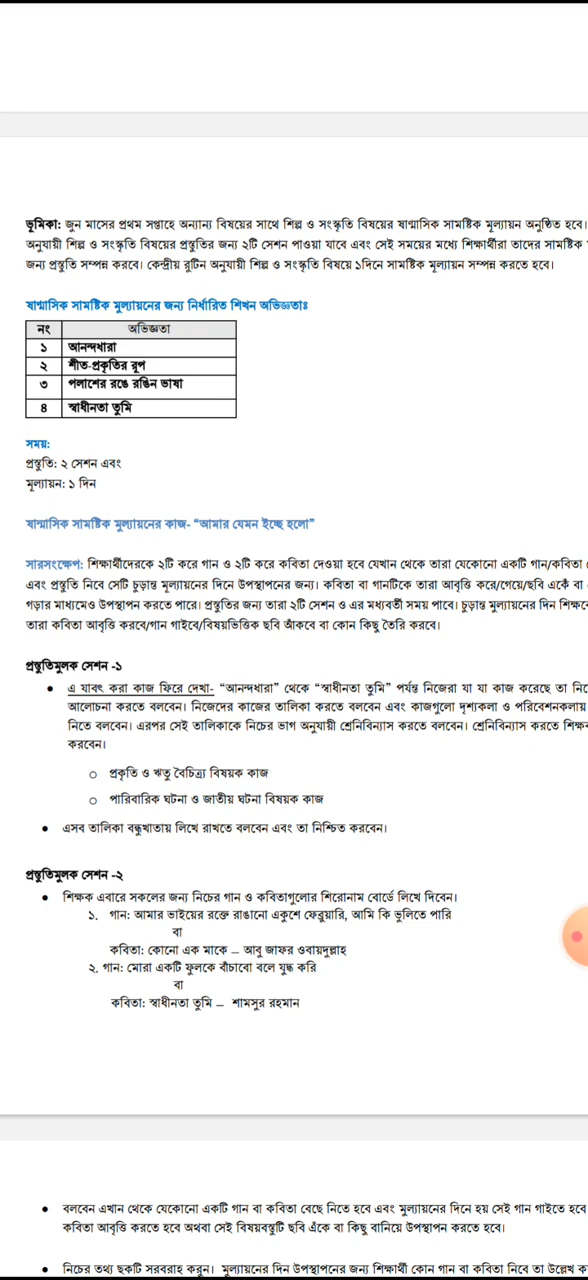 ভূমিকা: জুন মাসের প্রথম সপ্তাহে অন্যান্য বিষয়ের সাথে শিল্প ও সংস্কৃতি বিষয়ের ষান্মাসিক সামষ্টিক মূল্যায়ন অনুষ্ঠিত হবে।
অনুযায়ী শিল্প ও সংস্কৃতি বিষয়ের প্রস্তুতির জন্য ২টি সেশন পাওয়া যাবে এবং সেই সময়ের মধ্যে শিক্ষার্থীরা তাদের সামষ্টিক
জন্য প্রস্তুতি সম্পন্ন করবে। কেন্দ্রীয় রুটিন অনুযায়ী শিল্প ও সংস্কৃতি বিষয়ে ১দিনে সামষ্টিক মূল্যায়ন সম্পন্ন করতে হবে।
ষান্মাসিক সামষ্টিক মুল্যায়নের জন্য নির্ধারিত শিখন অভিজ্ঞতাঃ
নং অভিজ্ঞতা
১ আনন্দধারা
২ শীত-প্রকৃতির রূপ
৩ পলাশের রঙে রঙিন ভাষা
৪ স্বাধীনতা তুমি
সময়:
প্রস্তুতি: ২ সেশন এবং
মূল্যায়ন: ১ দিন
ষান্মাসিক সামষ্টিক মুল্যায়নের কাজ- “আমার যেমন ইচ্ছে হলো”
সারসংক্ষেপ: শিক্ষার্থীদেরকে ২টি করে গান ও ২টি করে কবিতা দেওয়া হবে যেখান থেকে তারা যেকোনো একটি গান/কবিতা
এবং প্রস্তুতি নিবে সেটি চুড়ান্ত মূল্যায়নের দিনে উপস্থাপনের জন্য। কবিতা বা গানটিকে তারা আবৃত্তি করে/গেয়ে/ছবি একেঁ বা
গড়ার মাধ্যমেও উপস্থাপন করতে পারে। প্রস্তুতির জন্য তারা ২টি সেশন ও এর মধ্যবর্তী সময় পাবে। চুড়ান্ত মুল্যায়নের দিন
তারা কবিতা আবৃত্তি করবে/গান গাইবে/বিষয়ভিত্তিক ছবি আঁকবে বা কোন কিছু তৈরি করবে।
প্রস্তুতিমুলক সেশন -১
● এ যাবৎ করা কাজ ফিরে দেখা- “আনন্দধারা” থেকে “স্বাধীনতা তুমি” পর্যন্ত নিজেরা যা যা কাজ করেছে তা
আলোচনা করতে বলবেন। নিজেদের কাজের তালিকা করতে বলবেন এবং কাজগুলো দৃশ্যকলা ও পরিবেশনকলায়
নিতে বলবেন। এরপর সেই তালিকাকে নিচের ভাগ অনুযায়ী শ্রেনিবিন্যাস করতে বলবেন। শ্রেনিবিন্যাস করতে
করবেন।
○ প্রকৃতি ও ঋতু বৈচিত্র্য বিষয়ক কাজ
○ পারিবারিক ঘটনা ও জাতীয় ঘটনা বিষয়ক কাজ
● এসব তালিকা বন্ধুখাতায় লিখে রাখতে বলবেন এবং তা নিশ্চিত করবেন।
প্রস্তুতিমুলক সেশন -২
● শিক্ষক এবারে সকলের জন্য নিচের গান ও কবিতাগুলোর শিরোনাম বোর্ডে লিখে দিবেন।
১. গান: আমার ভাইয়ের রক্তে রাঙানো একুশে ফেব্রুয়ারি, আমি কি ভুলিতে পারি
বা
কবিতা: কোনো এক মাকে – আবু জাফর ওবায়দুল্লাহ
২. গান: মোরা একটি ফুলকে বাঁচাবো বলে যুদ্ধ করি
বা
কবিতা: স্বাধীনতা তুমি – শামসুর রহমান
● বলবেন এখান থেকে যেকোনো একটি গান বা কবিতা বেছে নিতে হবে এবং মুল্যায়নের দিনে হয় সেই গান গাইতে হবে
কবিতা আবৃত্তি করতে হবে অথবা সেই বিষয়বস্তুটি ছবি এঁকে বা কিছু বানিয়ে উপস্থাপন করতে হবে।
● নিচের তথ্য ছকটি সরবরাহ করুন। মুল্যায়নের দিন উপস্থাপনের জন্য শিক্ষার্থী কোন গান বা কবিতা নিবে তা উল্লেখ